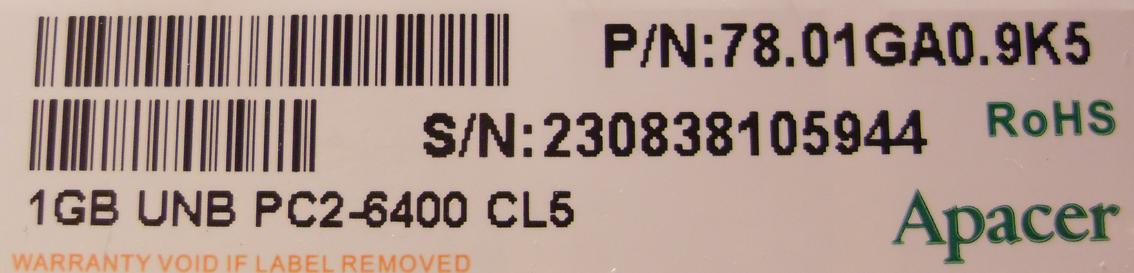 P/N:78.01GA0.9K5
S/N:230838105944
RoHS
1GB UNB PC2-6400 CL5
Apacer
WARRANTY VOID IF LABEL REMOVED